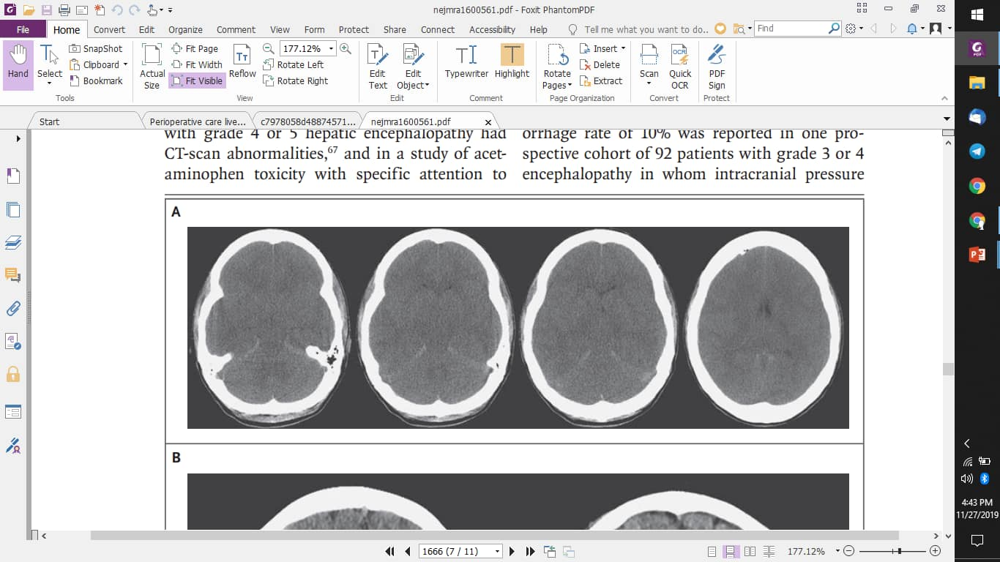 nejmra1600561.pdf - Foxit PhantomPDF
File Home Convert Edit Organize Comment View Form Protect Share Connect Accessibility Help Tell me what you want to do.. Find
Hand
Select
SnapShot
Clipboard
Bookmark
Tools
Actual Size
Fit Page
Fit Width
Fit Visible
Reflow
177.12%
Rotate Left
Rotate Right
View
Edit Text
Edit Object
Edit
Typewriter
Highlight
Comment
Rotate Pages
Insert
Delete
Extract
Page Organization
Scan
Quick OCR
Convert
PDF Sign
Protect
Start Perioperative care live... c7978058d48874571... nejmra1600561.pdf
with grade 4 or 5 hepatic encephalopathy had
CT-scan abnormalities,67 and in a study of acet-
aminophen toxicity with specific attention to
orrhage rate of 10% was reported in one pro-
spective cohort of 92 patients with grade 3 or 4
encephalopathy in whom intracranial pressure
A
B
1666 (7 / 11)
177.12%
4:43 PM
11/27/2019